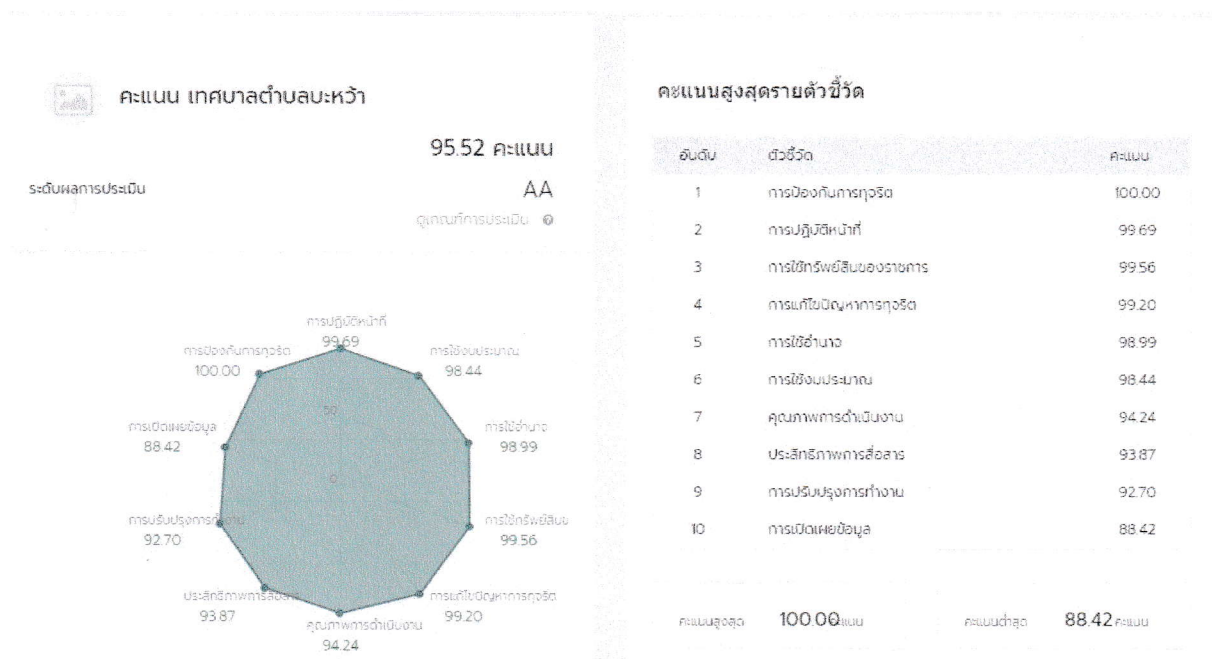 คะแนน เทศบาลตำบลบะหว้า
95.52 คะแนน
ระดับผลการประเมิน AA
ดูเกณฑ์การประเมิน
การปฏิบัติหน้าที่
99.69
การป้องกันการทุจริต
100.00
การใช้งบประมาณ
98.44
50
การเปิดเผยข้อมูล
88.42
การใช้อำนาจ
98.99
0
การปรับปรุงการทำงาน
92.70
การใช้ทรัพย์สินข
99.56
ประสิทธิภาพการสื่อสาร
93.87
การแก้ไขปัญหาการทุจริต
99.20
คุณภาพการดำเนินงาน
94.24
คะแนนสูงสุดรายตัวชี้วัด
อันดับ ตัวชี้วัด คะแนน
1 การป้องกันการทุจริต 100.00
2 การปฏิบัติหน้าที่ 99.69
3 การใช้ทรัพย์สินของราชการ 99.56
4 การแก้ไขปัญหาการทุจริต 99.20
5 การใช้อำนาจ 98.99
6 การใช้งบประมาณ 98.44
7 คุณภาพการดำเนินงาน 94.24
8 ประสิทธิภาพการสื่อสาร 93.87
9 การปรับปรุงการทำงาน 92.70
10 การเปิดเผยข้อมูล 88.42
คะแนนสูงสุด 100.00 คะแนน คะแนนต่ำสุด 88.42 คะแนน